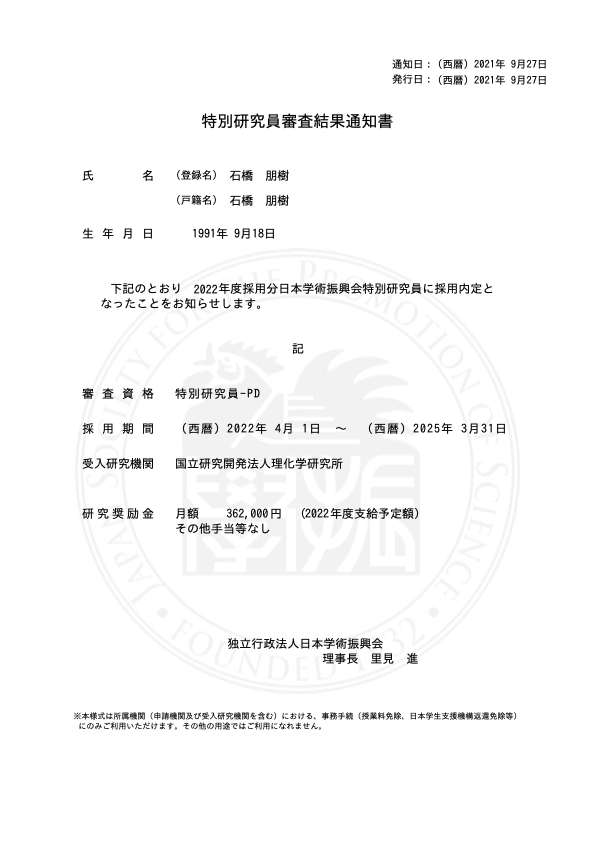 通知日：（西暦）2021年 9月27日
発行日：（西暦）2021年 9月27日
特別研究員審査結果通知書
氏　　　名　（登録名）　石橋　朋樹
（戸籍名）　石橋　朋樹
生 年 月 日　　1991年 9月18日
下記のとおり　2022年度採用分日本学術振興会特別研究員に採用内定と
なったことをお知らせします。
記
審 査 資 格　特別研究員-PD
採 用 期 間　（西暦）2022年 4月 1日　～　（西暦）2025年 3月31日
受入研究機関　国立研究開発法人理化学研究所
研 究 奨 励 金　月額　　362,000円　（2022年度支給予定額）
その他手当等なし
独立行政法人日本学術振興会
理事長　里見　進
※本様式は所属機関（申請機関及び受入研究機関を含む）における、事務手続（授業料免除、日本学生支援機構返還免除等）
にのみご利用いただけます。その他の用途ではご利用になれません。
JAPAN SOCIETY FOR THE PROMOTION OF SCIENCE
FOUNDED 1932
学振